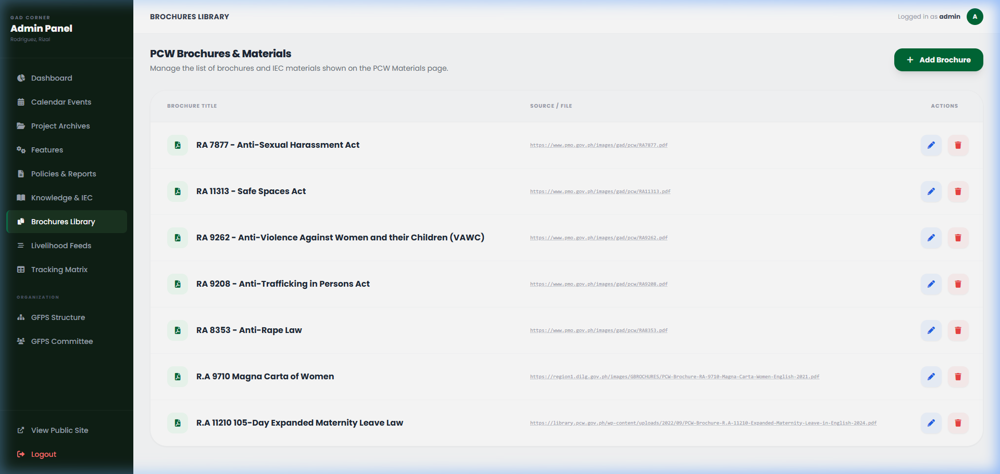 GAD CORNER
Admin Panel
Rodriguez, Rizal
Dashboard
Calendar Events
Project Archives
Features
Policies & Reports
Knowledge & IEC
Brochures Library
Livelihood Feeds
Tracking Matrix
ORGANIZATION
GFPS Structure
GFPS Committee
View Public Site
Logout
BROCHURES LIBRARY
Logged in as admin
A
PCW Brochures & Materials
Manage the list of brochures and IEC materials shown on the PCW Materials page.
+ Add Brochure
BROCHURE TITLE SOURCE / FILE ACTIONS
RA 7877 - Anti-Sexual Harassment Act https://www.pmo.gov.ph/images/gad/pcw/RA7877.pdf
RA 11313 - Safe Spaces Act https://www.pmo.gov.ph/images/gad/pcw/RA11313.pdf
RA 9262 - Anti-Violence Against Women and their Children (VAWC) https://www.pmo.gov.ph/images/gad/pcw/RA9262.pdf
RA 9208 - Anti-Trafficking in Persons Act https://www.pmo.gov.ph/images/gad/pcw/RA9208.pdf
RA 8353 - Anti-Rape Law https://www.pmo.gov.ph/images/gad/pcw/RA8353.pdf
R.A 9710 Magna Carta of Women https://region1.dilg.gov.ph/images/GBROCHURES/PCW-Brochure-RA-9710-Magna-Carta-Women-English-2021.pdf
R.A 11210 105-Day Expanded Maternity Leave Law https://library.pcw.gov.ph/wp-content/uploads/2022/09/PCW-Brochure-R.A-11210-Expanded-Maternity-Leave-in-English-2024.pdf